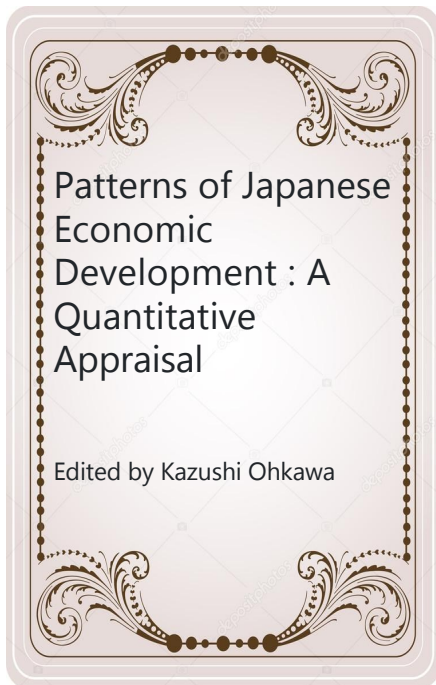 Patterns of Japanese
Economic
Development : A
Quantitative
Appraisal
Edited by Kazushi Ohkawa